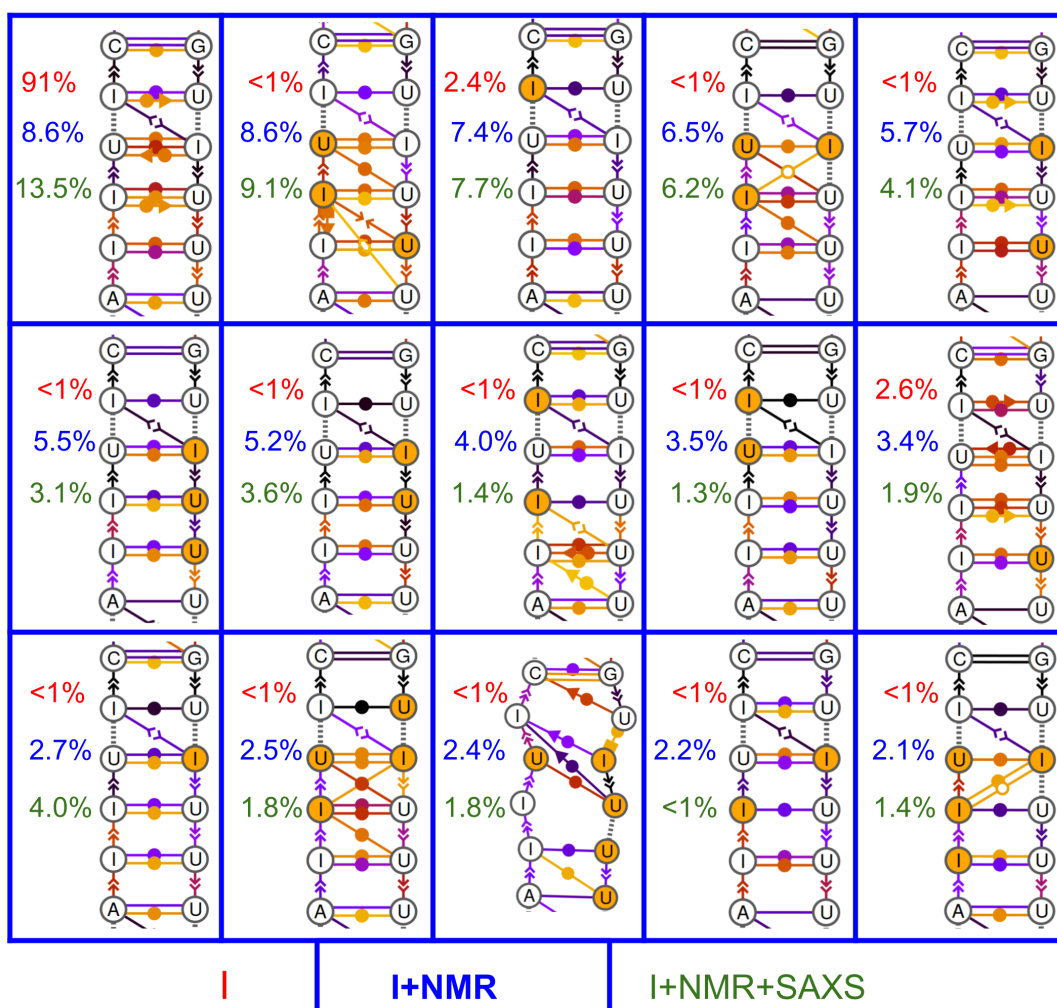 C G
91%
I U
8.6%
U I
13.5%
I U
I U
A U
C G
<1%
I U
8.6%
U I
9.1%
I U
I U
A U
C G
2.4%
I U
7.4%
U I
7.7%
I U
I U
A U
C G
<1%
I U
6.5%
U I
6.2%
I U
I U
A U
C G
<1%
I U
5.7%
U I
4.1%
I U
I U
A U
C G
<1%
I U
5.5%
U I
3.1%
I U
I U
A U
C G
<1%
I U
5.2%
U I
3.6%
I U
I U
A U
C G
<1%
I U
4.0%
U I
1.4%
I U
I U
A U
C G
<1%
I U
3.5%
U I
1.3%
I U
I U
A U
C G
2.6%
I U
3.4%
U I
1.9%
I U
I U
A U
C G
<1%
I U
2.7%
U I
4.0%
I U
I U
A U
C G
<1%
I U
2.5%
U I
1.8%
I U
I U
A U
C G
<1%
I U
2.4%
U I
1.8%
I U
I U
A U
C G
<1%
I U
2.2%
U I
<1%
I U
I U
A U
C G
<1%
I U
2.1%
U I
1.4%
I U
I U
A U
I
I+NMR
I+NMR+SAXS